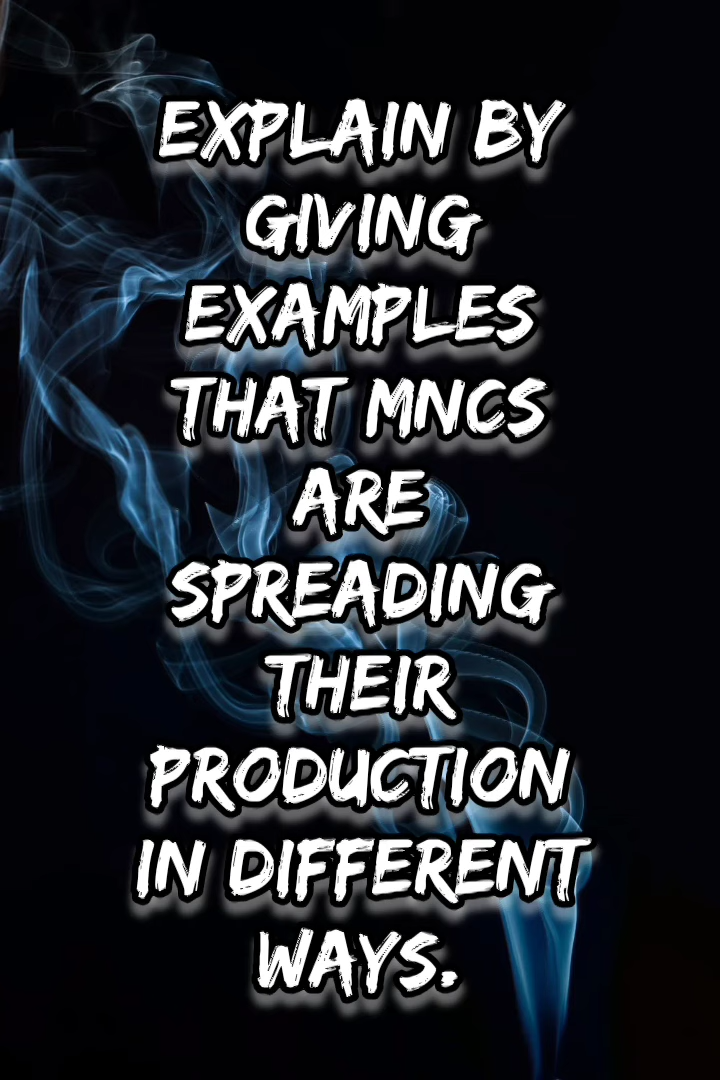 EXPLAIN BY
GIVING
EXAMPLES
THAT MNCS
ARE
SPREADING
THEIR
PRODUCTION
IN DIFFERENT
WAYS.